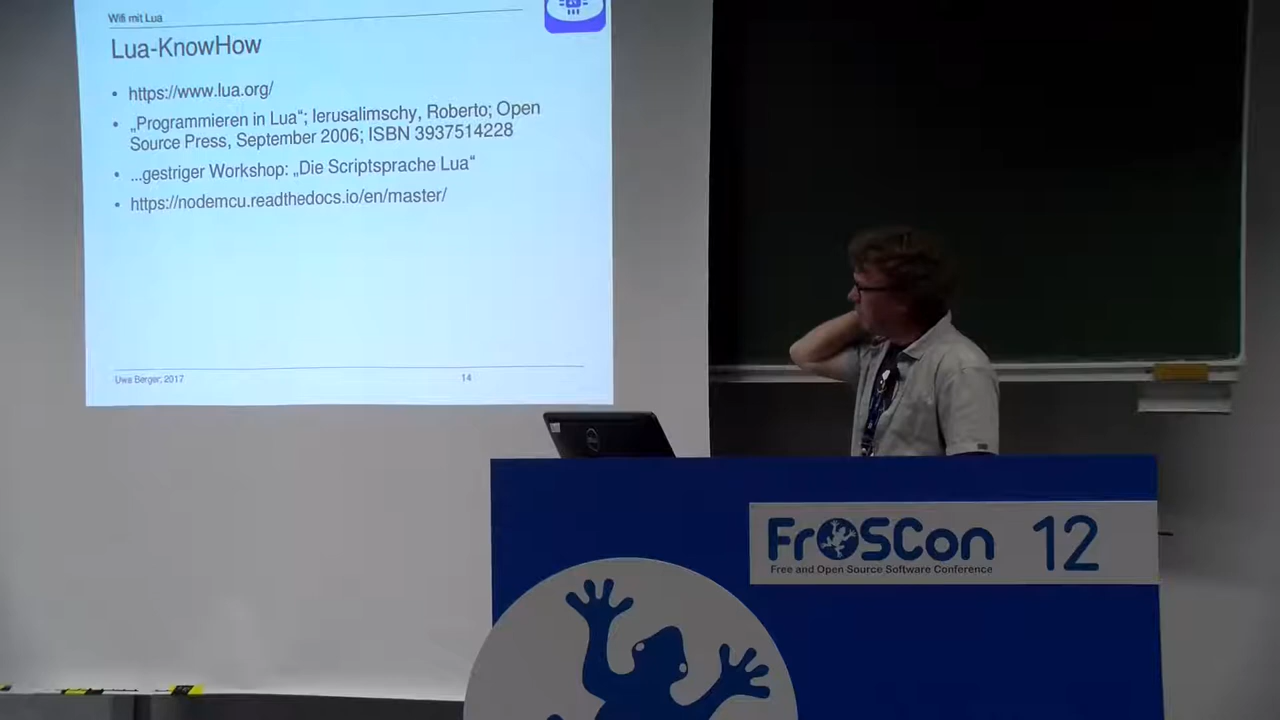 Wifi mit Lua
Lua-KnowHow
• https://www.lua.org/
• „Programmieren in Lua“; Ierusalimschy, Roberto; Open
Source Press, September 2006; ISBN 3937514228
• ...gestriger Workshop: „Die Scriptsprache Lua“
• https://nodemcu.readthedocs.io/en/master/
Uwe Berger; 2017
14
DELL
FrOSCon 12
Free and Open Source Software Conference